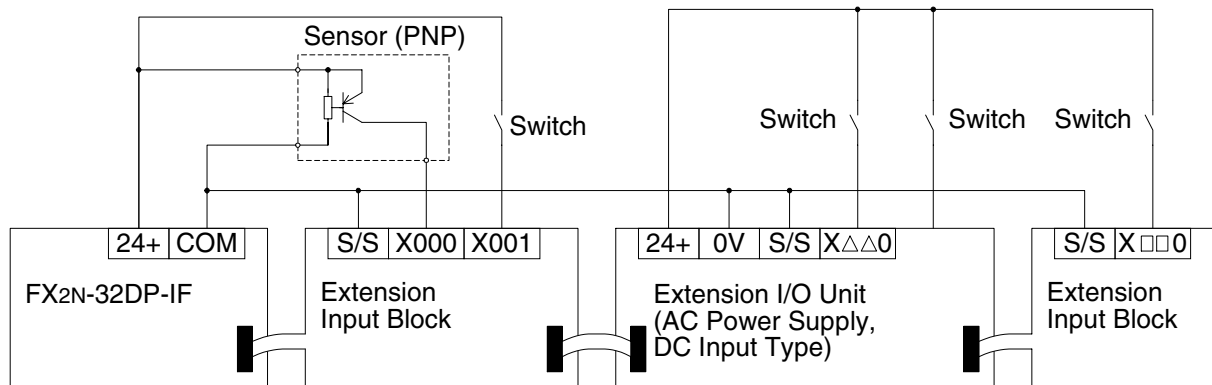 Sensor (PNP)
Switch
Switch
Switch
Switch
24+ COM
S/S X000 X001
24+ 0V S/S X△△0
S/S X□□0
FX2N-32DP-IF
Extension
Input Block
Extension I/O Unit
(AC Power Supply,
DC Input Type)
Extension
Input Block